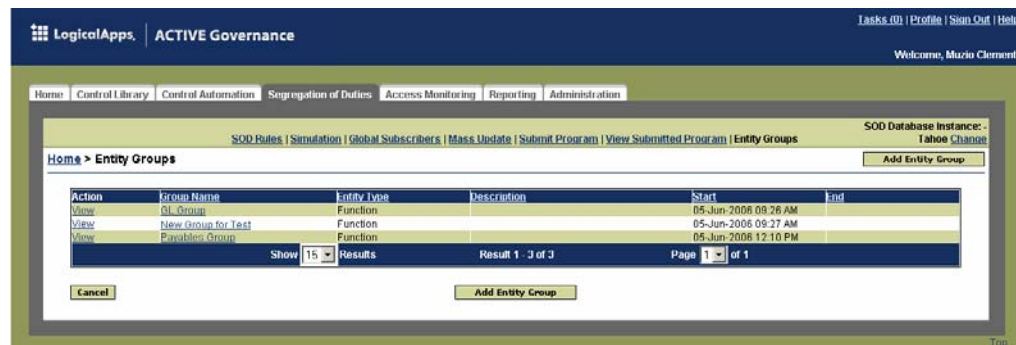 Tasks (0) | Profile | Sign Out | Help
LogicalApps. ACTIVE Governance
Welcome, Muzio Clement
Home Control Library Control Automation Segregation of Duties Access Monitoring Reporting Administration
SOD Database Instance: -
SOD Rules | Simulation | Global Subscribers | Mass Update | Submit Program | View Submitted Program | Entity Groups
Tahoe Change
Home > Entity Groups
Add Entity Group
Action Group Name Entity Type Description Start End
View GL Group Function 05-Jun-2006 09:26 AM
View New Group for Test Function 05-Jun-2006 09:27 AM
View Payables Group Function 05-Jun-2006 12:10 PM
Show 15 Results Result 1 - 3 of 3 Page 1 of 1
Cancel Add Entity Group
Top